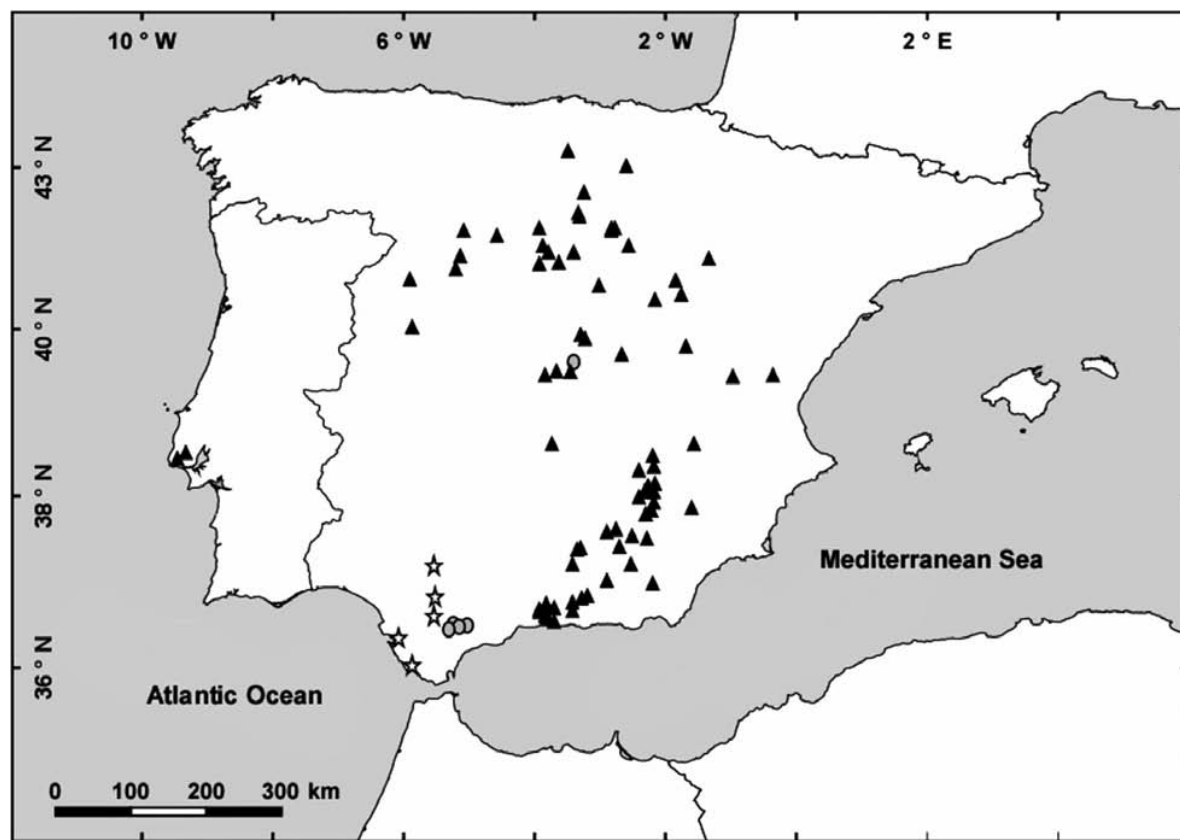 10 ° W 6 ° W 2 ° W 2 ° E
43 ° N
40 ° N
38 ° N
36 ° N
Mediterranean Sea
Atlantic Ocean
0 100 200 300 km